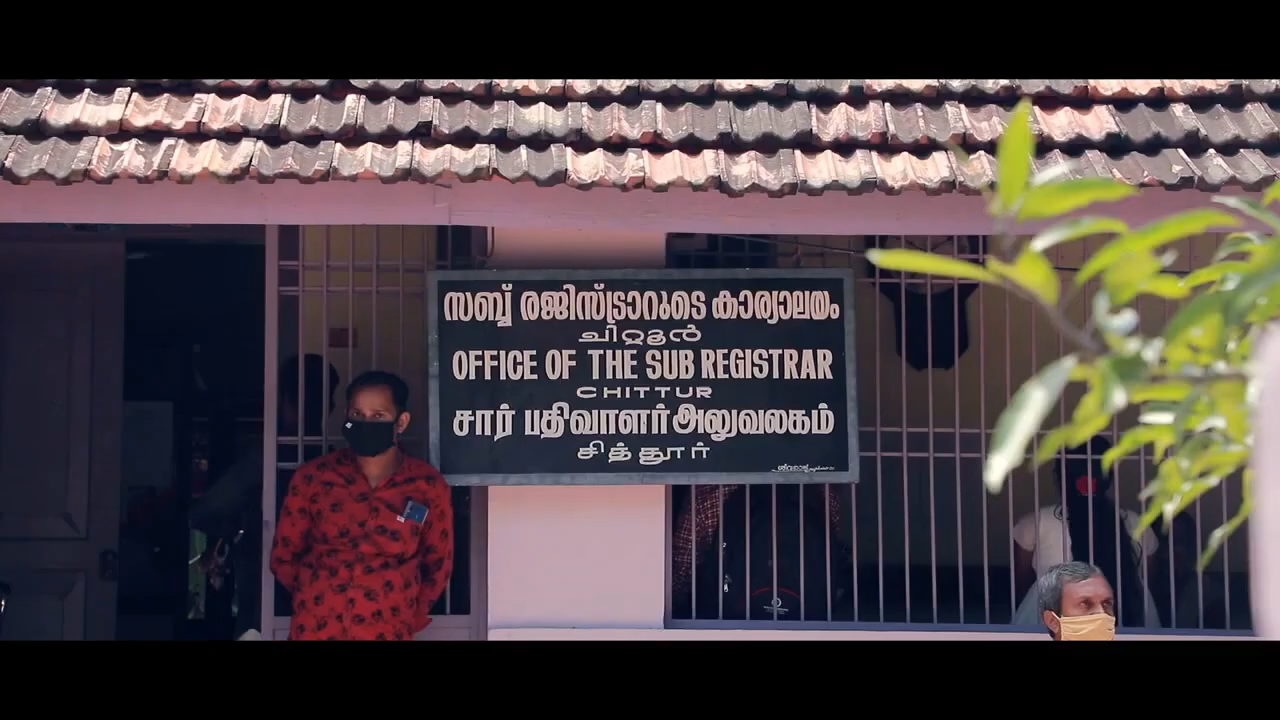 സബ്ബ് രജിസ്ട്രാറുടെ കാര്യാലയം
ചിറ്റൂർ
OFFICE OF THE SUB REGISTRAR
CHITTUR
சார் பதிவாளர் அலுவலகம்
சித்தூர்